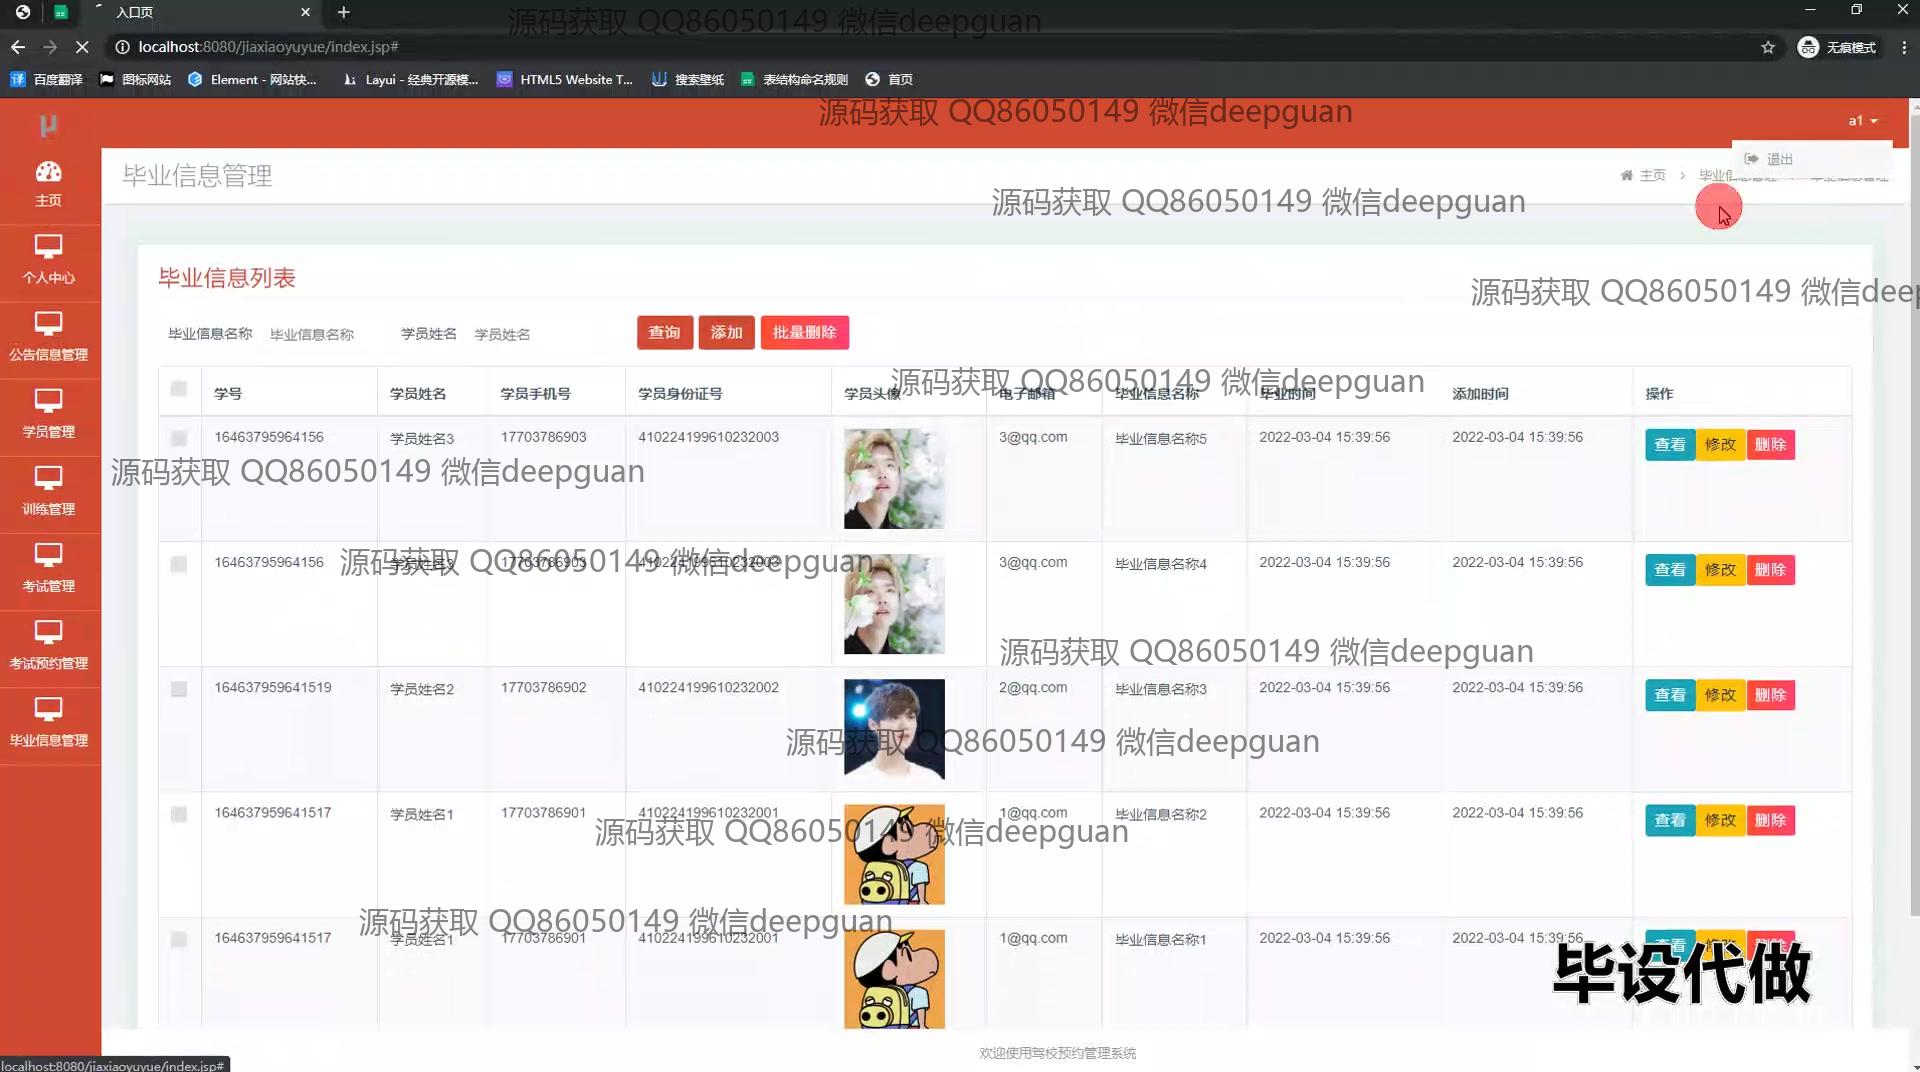 入口页
源码获取 QQ86050149 微信deepguan
localhost:8080/jiaxiaoyuyue/index.jsp#
无痕模式
百度翻译
图标网站
Element - 网站快...
Layui - 经典开源模...
HTML5 Website T...
搜索壁纸
表结构命名规则
首页
源码获取 QQ86050149 微信deepguan
a1
退出
主页
个人中心
公告信息管理
学员管理
训练管理
考试管理
考试预约管理
毕业信息管理
毕业信息管理
主页 > 毕业信息管理
毕业信息管理
源码获取 QQ86050149 微信deepguan
毕业信息列表
源码获取 QQ86050149 微信deep
毕业信息名称 毕业信息名称 学员姓名 学员姓名 查询 添加 批量删除
源码获取 QQ86050149 微信deepguan
学号 学员姓名 学员手机号 学员身份证号 学员头像 电子邮箱 毕业信息名称 毕业时间 添加时间 操作
16463795964156 学员姓名3 17703786903 410224199610232003 3@qq.com 毕业信息名称5 2022-03-04 15:39:56 2022-03-04 15:39:56 查看 修改 删除
源码获取 QQ86050149 微信deepguan
16463795964156 学员姓名3 17703786903 410224199610232003 3@qq.com 毕业信息名称4 2022-03-04 15:39:56 2022-03-04 15:39:56 查看 修改 删除
源码获取 QQ86050149 微信deepguan
源码获取 QQ86050149 微信deepguan
164637959641519 学员姓名2 17703786902 410224199610232002 2@qq.com 毕业信息名称3 2022-03-04 15:39:56 2022-03-04 15:39:56 查看 修改 删除
源码获取 QQ86050149 微信deepguan
164637959641517 学员姓名1 17703786901 410224199610232001 1@qq.com 毕业信息名称2 2022-03-04 15:39:56 2022-03-04 15:39:56 查看 修改 删除
源码获取 QQ86050149 微信deepguan
源码获取 QQ86050149 微信deepguan
164637959641517 学员姓名1 17703786901 410224199610232001 1@qq.com 毕业信息名称1 2022-03-04 15:39:56 2022-03-04 15:39:56 查看 修改 删除
毕设代做
欢迎使用驾校预约管理系统
localhost:8080/jiaxiaoyuyue/index.jsp#